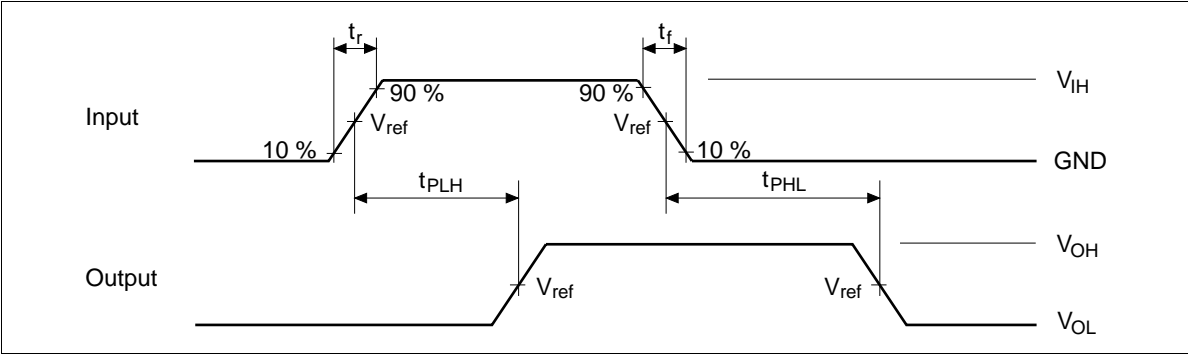 tr
tf
90 %
90 %
VIH
Input
Vref
Vref
10 %
10 %
GND
tPLH
tPHL
VOH
Output
Vref
Vref
VOL